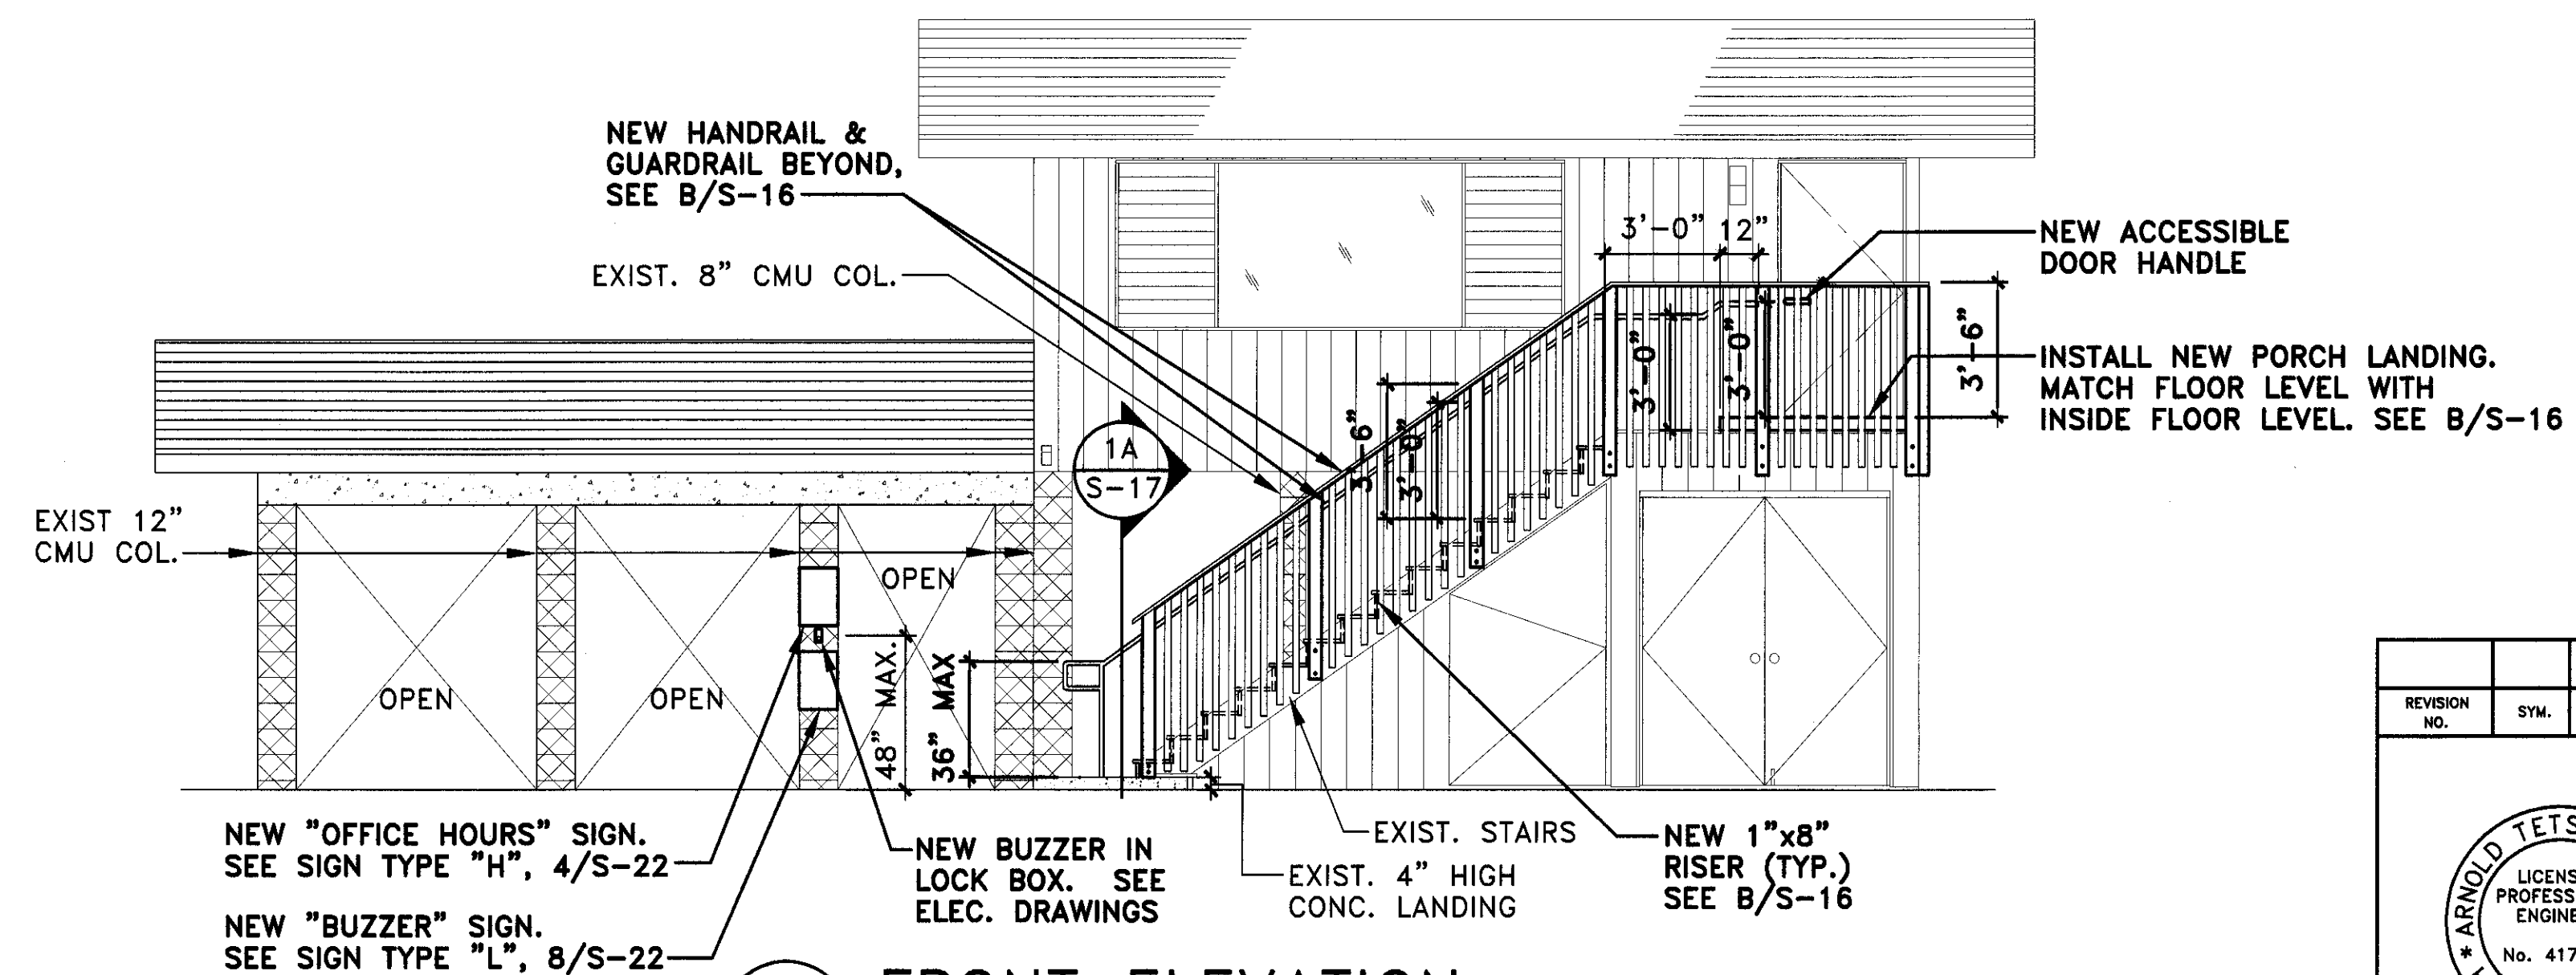 NEW HANDRAIL &
GUARDRAIL BEYOND,
SEE B/S-16
EXIST. 8" CMU COL.
3'-0" 12"
NEW ACCESSIBLE
DOOR HANDLE
3'-6"
INSTALL NEW PORCH LANDING.
MATCH FLOOR LEVEL WITH
INSIDE FLOOR LEVEL. SEE B/S-16
3'-0"
3'-0"
3'-6"
3'-0"
1A
S-17
EXIST 12"
CMU COL.
OPEN
OPEN
OPEN
48" MAX.
36" MAX
NEW "OFFICE HOURS" SIGN.
SEE SIGN TYPE "H", 4/S-22
NEW "BUZZER" SIGN.
SEE SIGN TYPE "L", 8/S-22
NEW BUZZER IN
LOCK BOX. SEE
ELEC. DRAWINGS
EXIST. STAIRS
EXIST. 4" HIGH
CONC. LANDING
NEW 1"x8"
RISER (TYP.)
SEE B/S-16
FRONT ELEVATION
REVISION
NO.
SYM.
* ARNOLD TETS
LICENS
PROFESS
ENGINE
No. 417